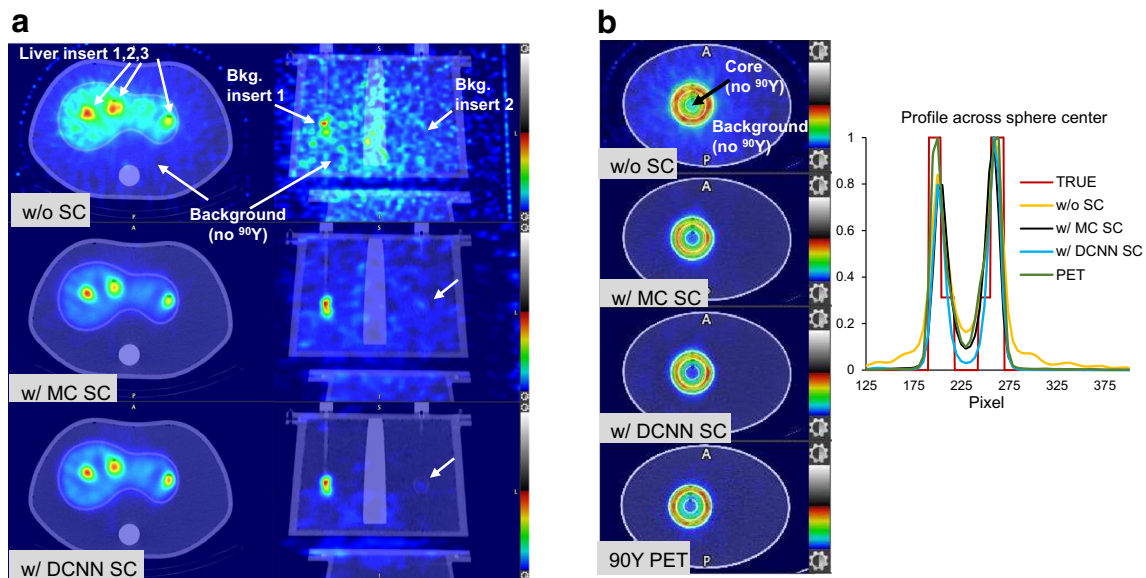 a
Liver insert 1,2,3
Bkg.
insert 1
Bkg.
insert 2
Background
(no 90Y)
w/o SC
w/ MC SC
w/ DCNN SC
S
L
P
A
I
L
P
A
L
b
A
Core
(no 90Y)
Background
(no 90Y)
P
w/o SC
A
w/ MC SC
A
w/ DCNN SC
A
P
90Y PET
Profile across sphere center
1
0.8
0.6
0.4
0.2
0
125 175 225 275 325 375
Pixel
TRUE
w/o SC
w/ MC SC
w/ DCNN SC
PET